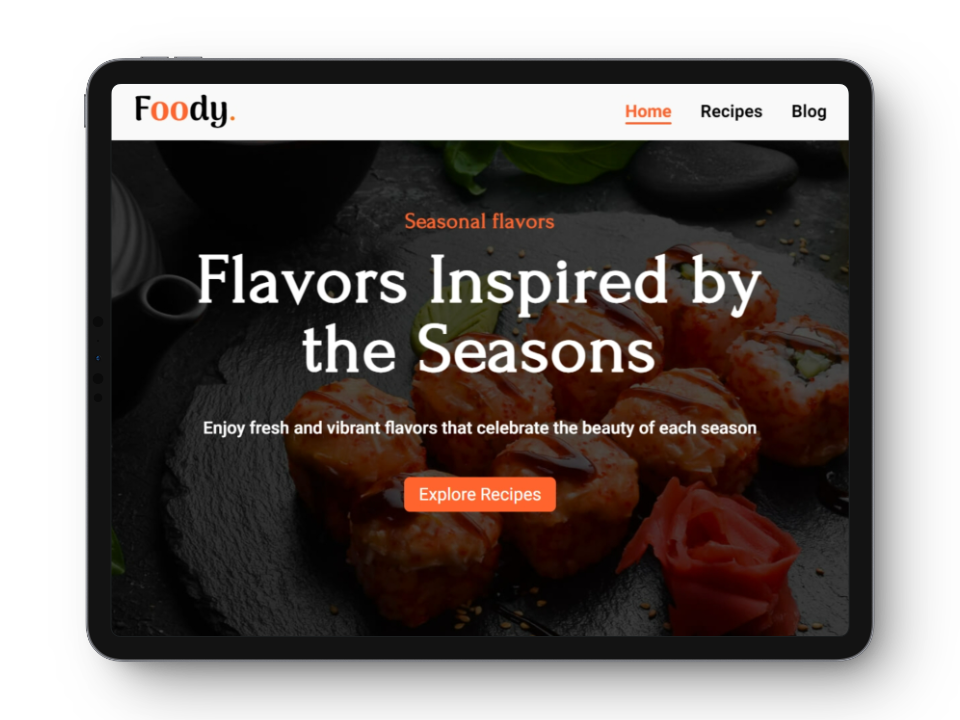 Foody.
Home Recipes Blog
Seasonal flavors
Flavors Inspired by
the Seasons
Enjoy fresh and vibrant flavors that celebrate the beauty of each season
Explore Recipes